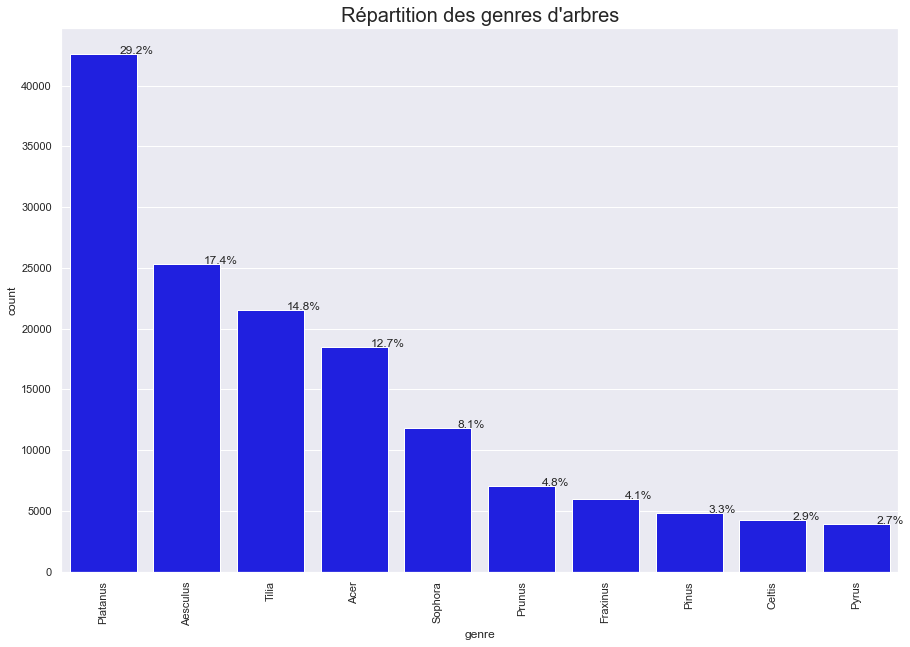 Répartition des genres d'arbres
29.2%
40000
35000
30000
17.4%
25000
14.8%
20000
12.7%
15000
8.1%
10000
4.8%
4.1%
5000
3.3%
2.9%
2.7%
0
count
Platanus
Aesculus
Tilia
Acer
Sophora
Prunus
Fraxinus
Pinus
Celtis
Pyrus
genre